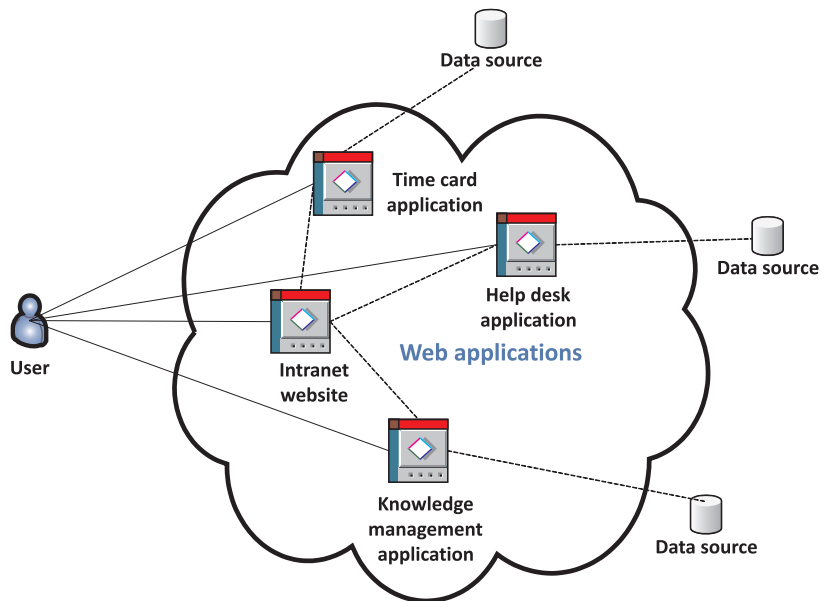 Data source
Time card
application
Data source
Help desk
application
User
Intranet
website
Web applications
Knowledge
management
application
Data source